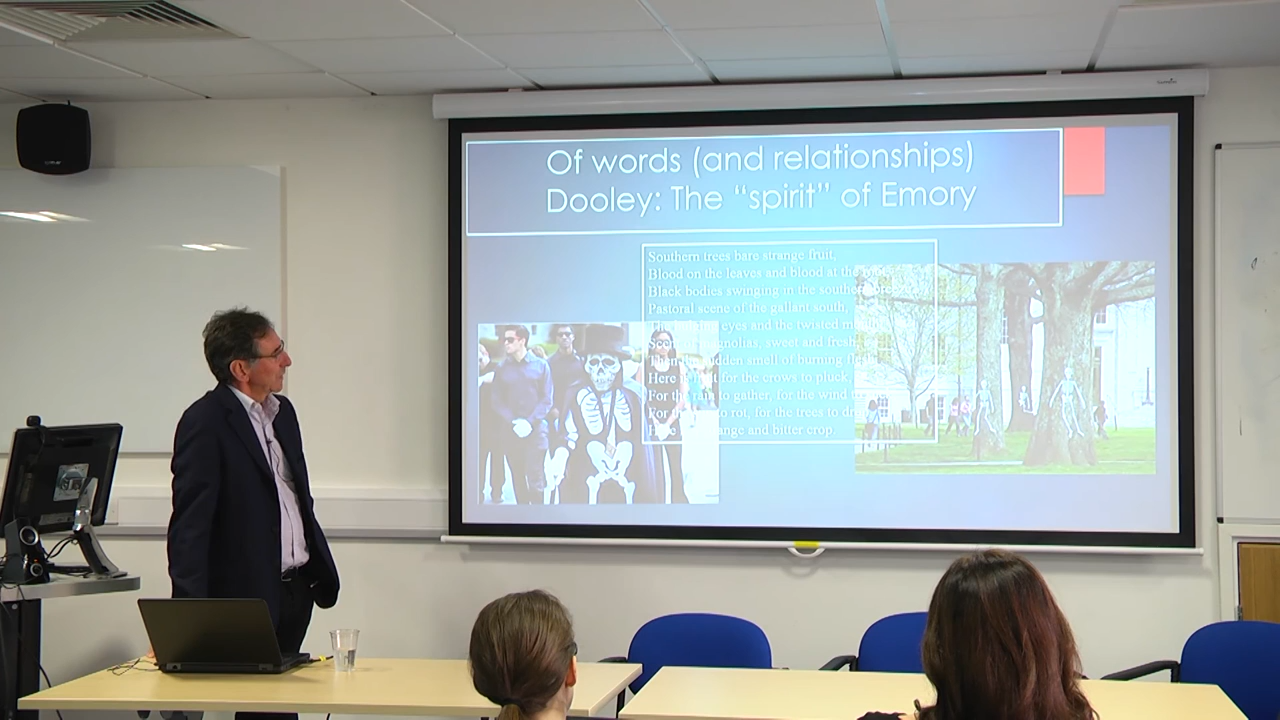 Of words (and relationships)
Dooley: The “spirit” of Emory
Southern trees bare strange fruit,
Blood on the leaves and blood at the
Black bodies swinging in the southern
Pastoral scene of the gallant south,
eyes and the twisted
magnolias, sweet and fresh
sudden smell of burning
Here for the crows to pluck,
For the rain to gather, for the wind
For to rot, for the trees to
and bitter crop.